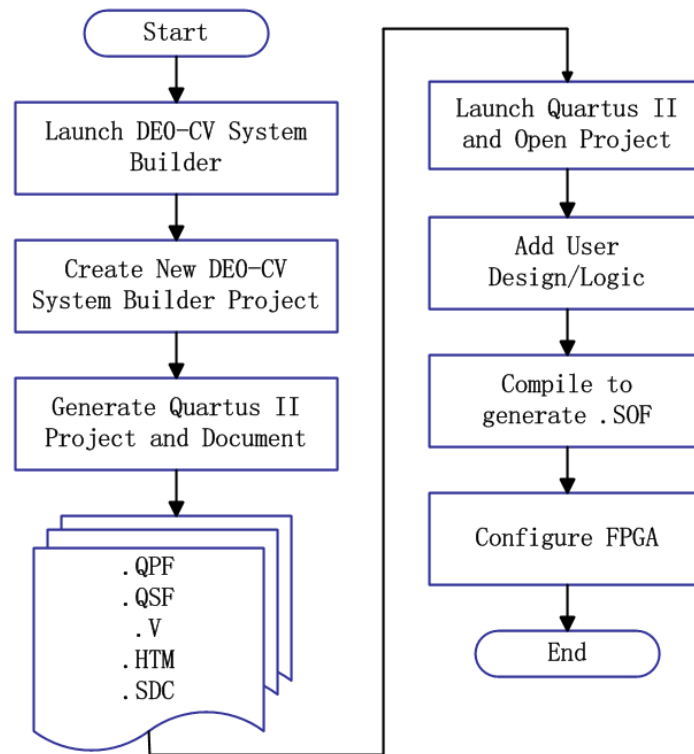 Start
Launch DE0-CV System
Builder
Create New DE0-CV
System Builder Project
Generate Quartus II
Project and Document
.QPF
.QSF
.V
.HTM
.SDC
Launch Quartus II
and Open Project
Add User
Design/Logic
Compile to
generate .SOF
Configure FPGA
End